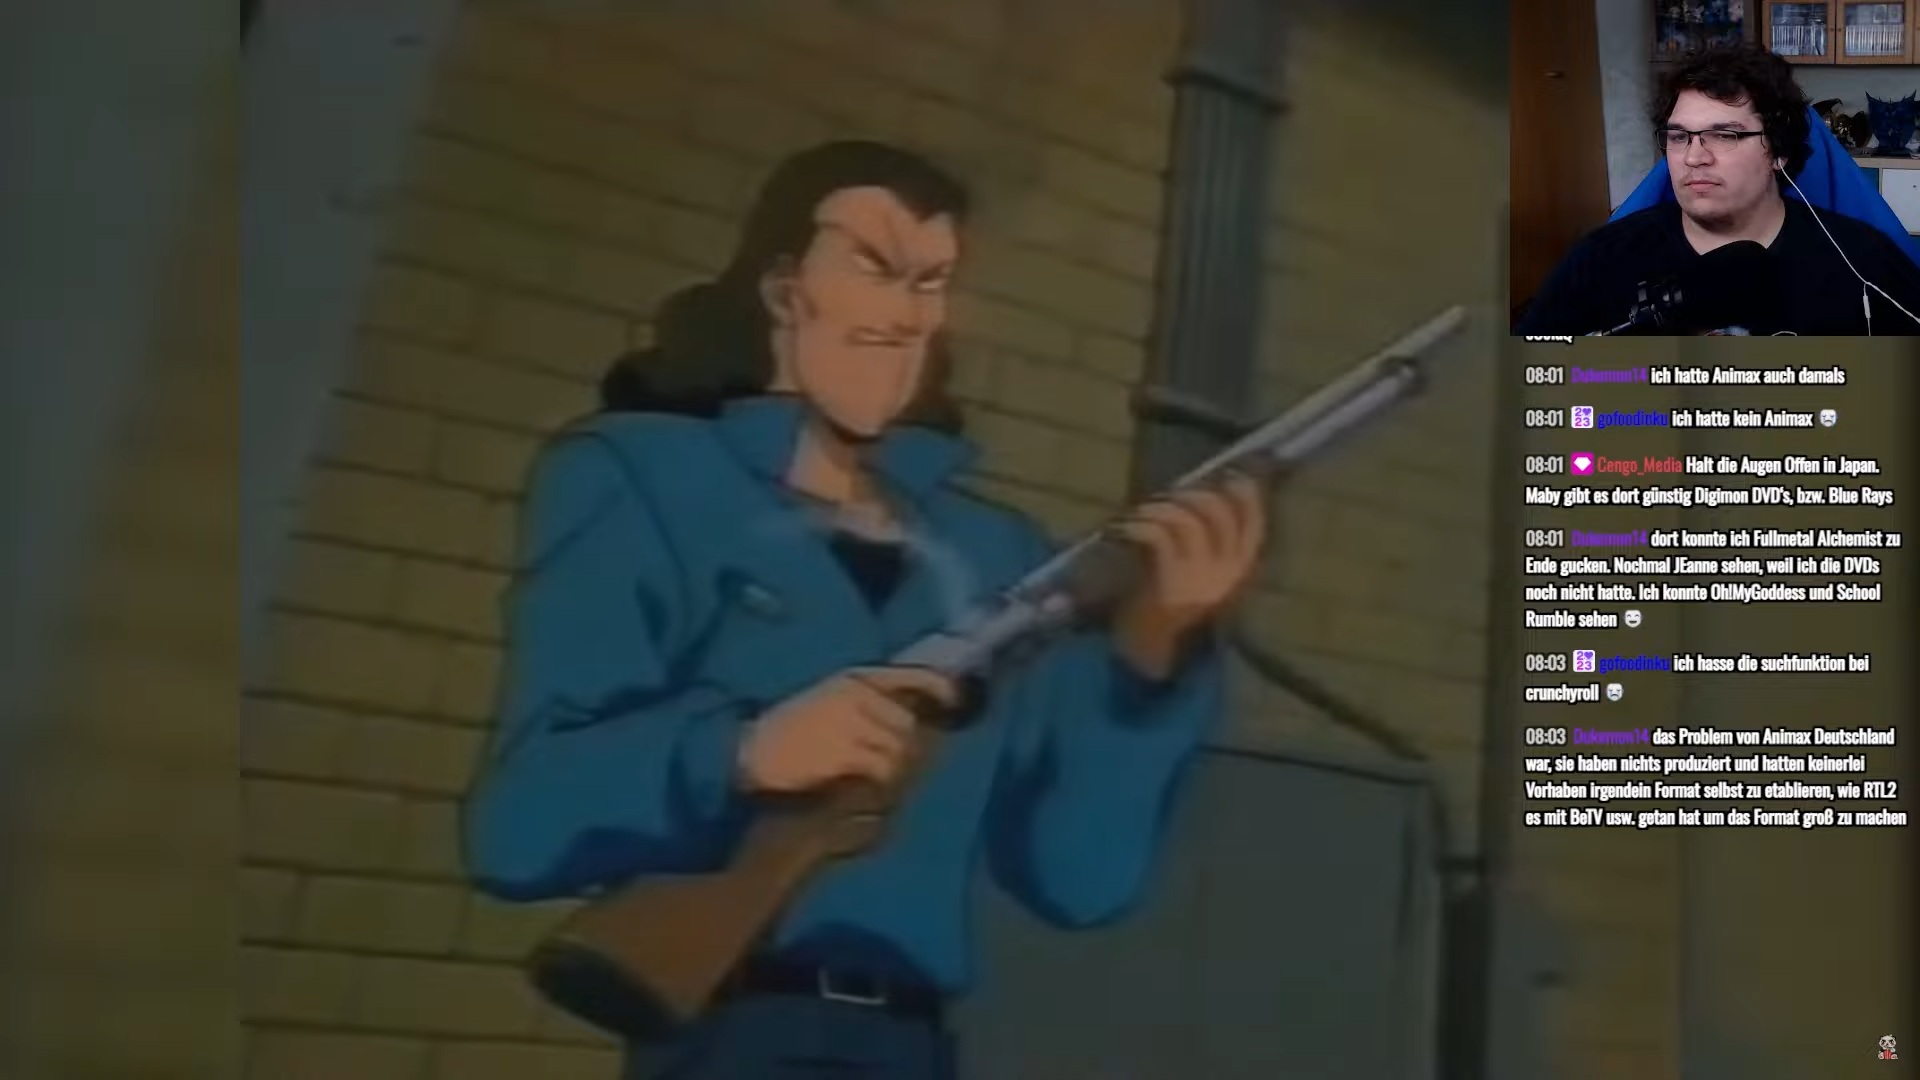 08:01 Dukemon14 ich hatte Animax auch damals
08:01 gofoodinku ich hatte kein Animax
08:01 Cengo_Media Halt die Augen Offen in Japan.
Maby gibt es dort günstig Digimon DVD's, bzw. Blue Rays
08:01 Dukemon14 dort konnte ich Fullmetal Alchemist zu
Ende gucken. Nochmal JEanne sehen, weil ich die DVDs
noch nicht hatte. Ich konnte Oh!MyGoddess und School
Rumble sehen
08:03 gofoodinku ich hasse die suchfunktion bei
crunchyroll
08:03 Dukemon14 das Problem von Animax Deutschland
war, sie haben nichts produziert und hatten keinerlei
Vorhaben irgendein Format selbst zu etablieren, wie RTL2
es mit BeTV usw. getan hat um das Format groß zu machen